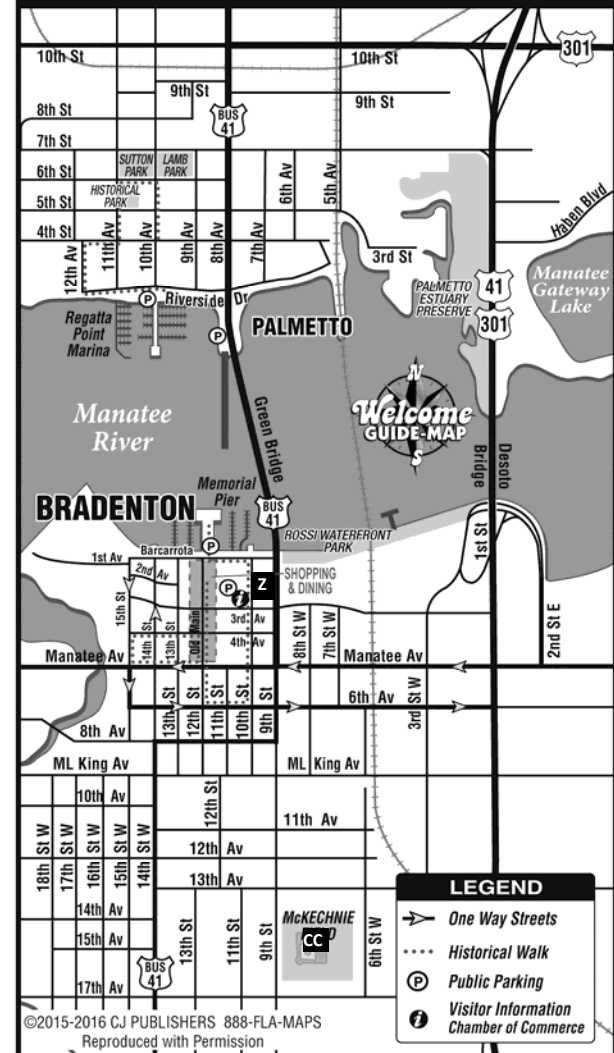 301
10th St
10th St
9th St
BUS
41
9th St
8th St
7th St
6th St
SUTTON
PARK
LAMB
PARK
6th Av
5th Av
HISTORICAL
PARK
5th St
4th St
12th Av
11th Av
10th Av
9th Av
8th Av
7th Av
3rd St
Haben Blvd
Manatee
Gateway
Lake
PALMETTO
ESTUARY
PRESERVE
41
301
P
Riverside Dr
Regatta
Point
Marina
P
PALMETTO
N
Welcome
GUIDE-MAP
S
Manatee
River
Green Bridge
Desoto
Bridge
Memorial
Pier
BRADENTON
BUS
41
ROSSI WATERFRONT
PARK
1st St
P
Barcarrota
1st Av
2nd Av
SHOPPING
& DINING
Z
P
i
15th St
14th St
13th St
Old Main
3rd Av
4th Av
8th St W
7th St W
2nd St E
Manatee Av
Manatee Av
6th Av
3rd St W
13th St
12th St
11th St
10th St
9th St
8th Av
ML King Av
ML King Av
10th Av
12th St
11th Av
18th St W
17th St W
16th St W
15th St W
14th St W
12th Av
13th Av
14th Av
15th Av
13th St
11th St
9th St
McKECHNIE
D
CC
6th St W
17th Av
BUS
41
LEGEND
One Way Streets
Historical Walk
P Public Parking
i Visitor Information
Chamber of Commerce
©2015-2016 CJ PUBLISHERS 888-FLA-MAPS
Reproduced with Permission